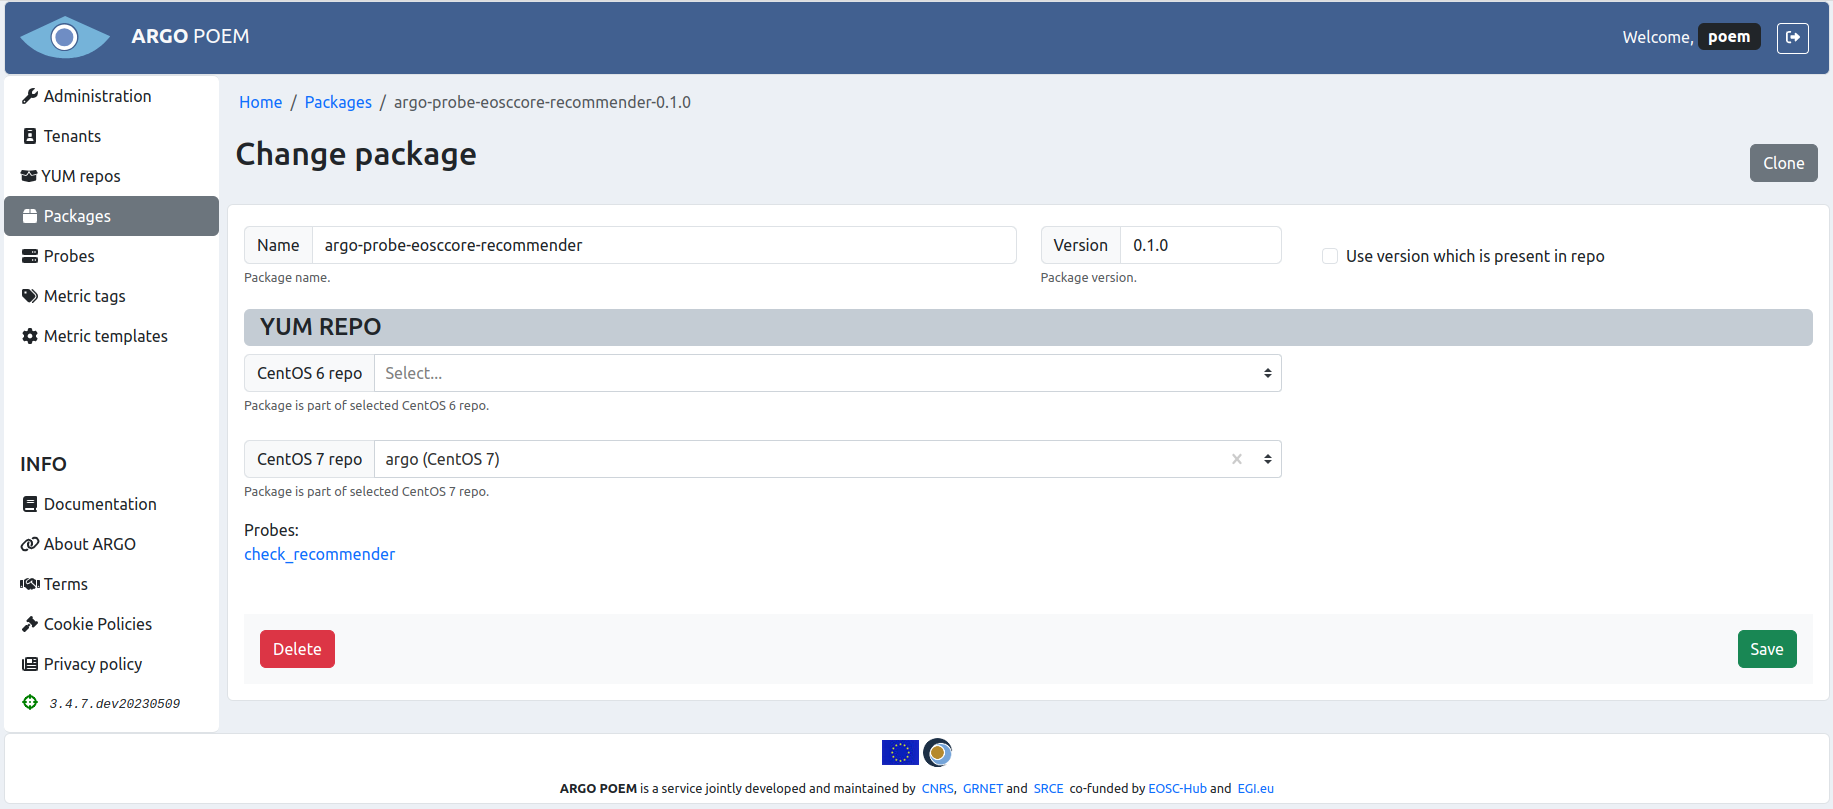 ARGO POEM
Welcome, poem
Administration
Tenants
YUM repos
Packages
Probes
Metric tags
Metric templates
INFO
Documentation
About ARGO
Terms
Cookie Policies
Privacy policy
3.4.7.dev20230509
Home / Packages / argo-probe-eosccore-recommender-0.1.0
Change package
Clone
Name argo-probe-eosccore-recommender
Package name.
Version 0.1.0
Package version.
Use version which is present in repo
YUM REPO
CentOS 6 repo Select...
Package is part of selected CentOS 6 repo.
CentOS 7 repo argo (CentOS 7)
Package is part of selected CentOS 7 repo.
Probes:
check_recommender
Delete
Save
ARGO POEM is a service jointly developed and maintained by CNRS, GRNET and SRCE co-funded by EOSC-Hub and EGI.eu